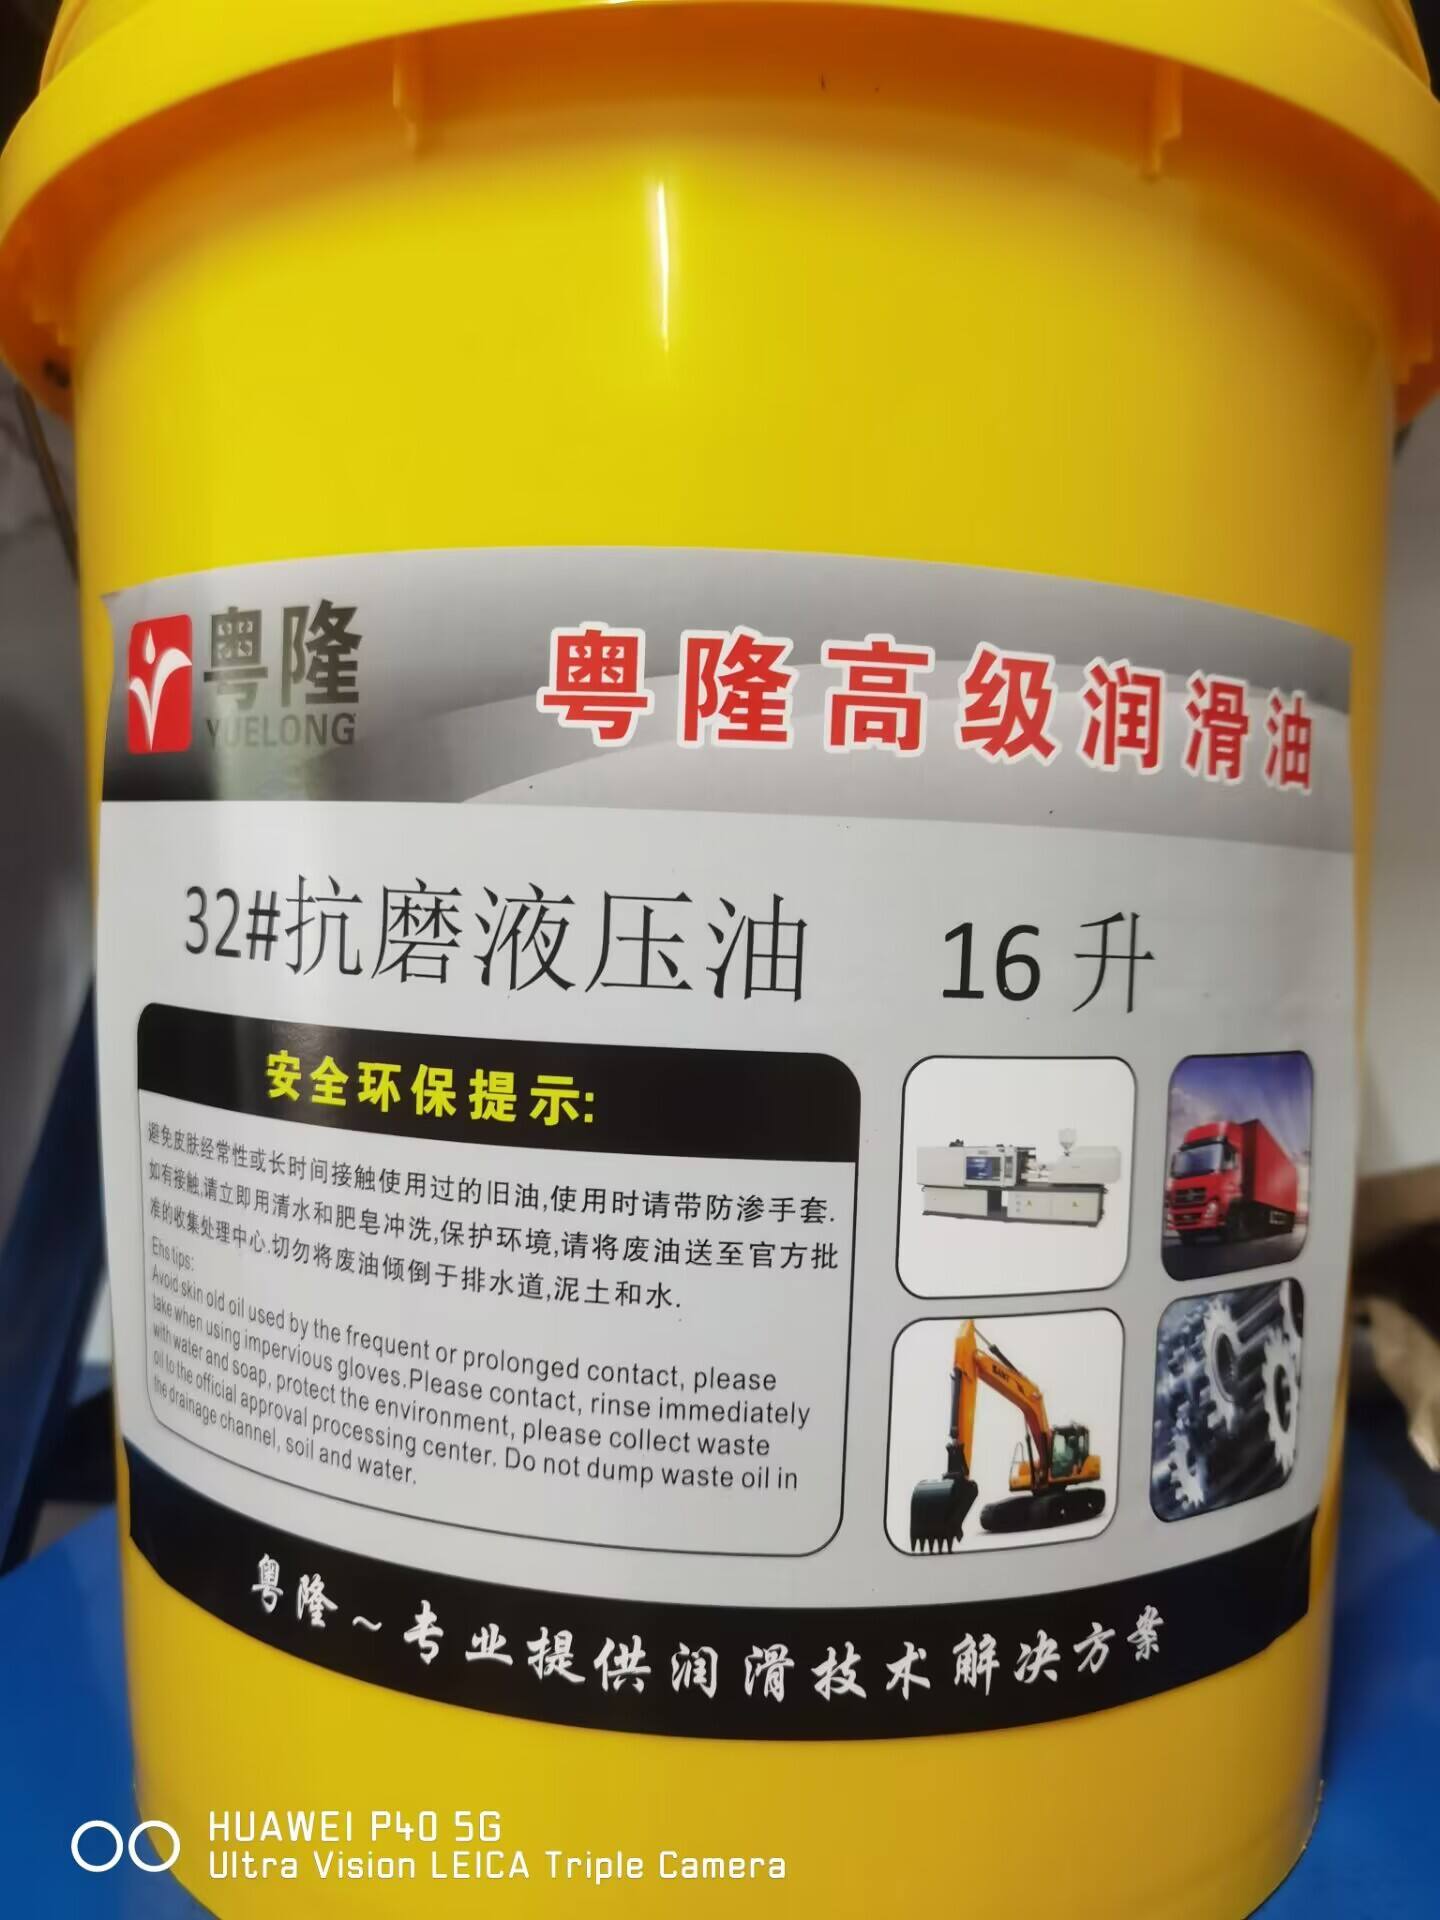 粤隆
YUELONG
粤隆高级润滑油
32#抗磨液压油 16升
安全环保提示:
避免皮肤经常性或长时间接触使用过的旧油,使用时请带防渗手套.
如有接触,请立即用清水和肥皂冲洗,保护环境,请将废油送至官方批
准的收集处理中心.切勿将废油倾倒于排水道,泥土和水.
Ehs tips:
Avoid skin old oil used by the frequent or prolonged contact, please
take when using impervious gloves.Please contact, rinse immediately
with water and soap, protect the environment, please collect waste
oil to the official approval processing center. Do not dump waste oil in
the drainage channel, soil and water.
粤隆~专业提供润滑技术解决方案
HUAWEI P40 5G
Ultra Vision LEICA Triple Camera